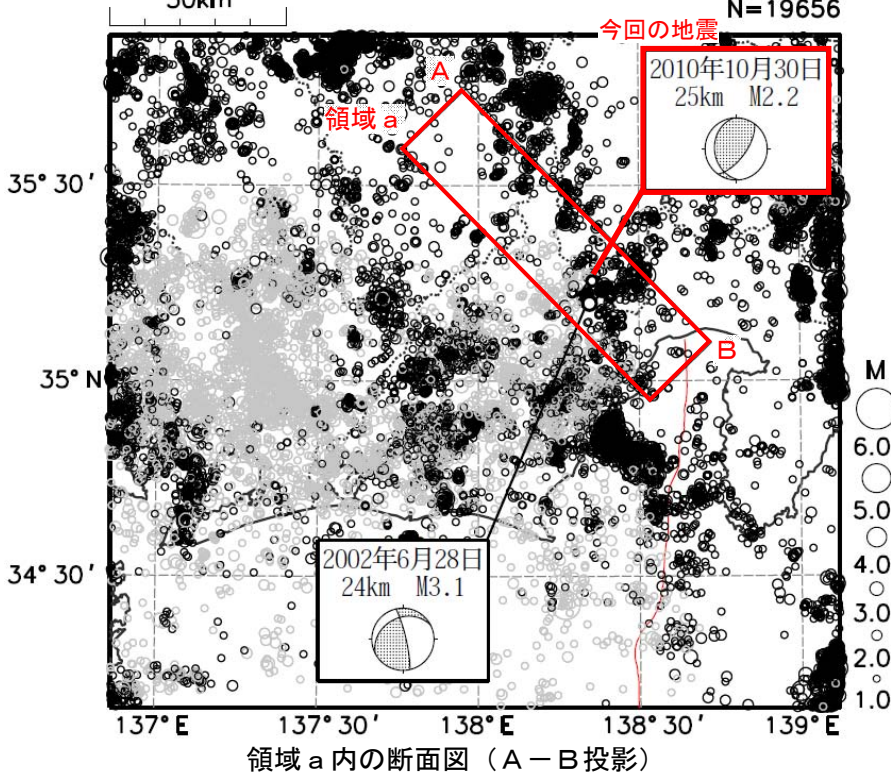 50km
N=19656
今回の地震
A
2010年10月30日
25km M2.2
領域a
35°30′
B
35°N
M
6.0
5.0
4.0
3.0
2.0
1.0
2002年6月28日
24km M3.1
34°30′
137°E
137°30′
138°E
138°30′
139°E
領域a内の断面図（A－B投影）